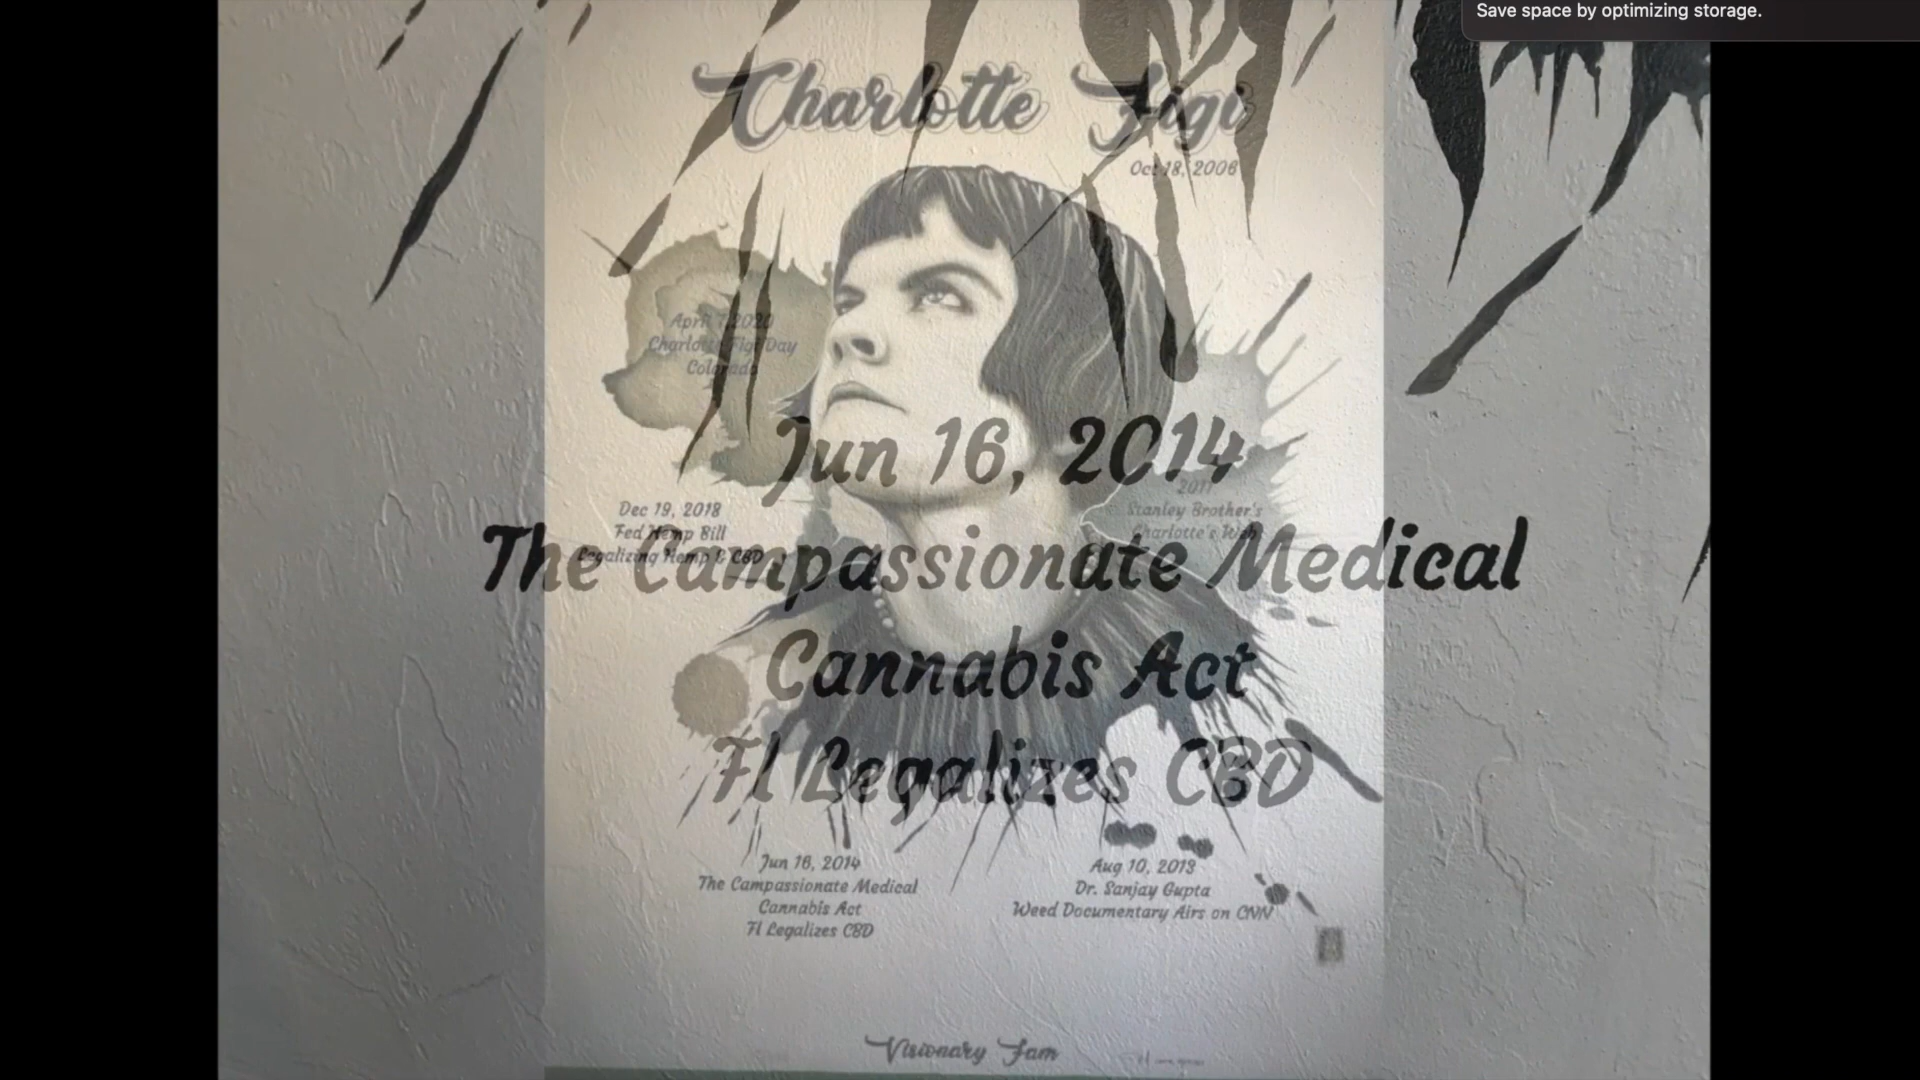 Save space by optimizing storage.
Charlotte Figi
Oct 18, 2006
April 7, 2020
Charlotte Figi Day
Colorado
Jun 16, 2014
2011
Stanley Brother's
Charlotte's Web
Dec 19, 2018
Fed Hemp Bill
Legalizing Hemp & CBD
The Campassionate Medical
Cannabis Act
Fl Legalizes CBD
Jun 16, 2014
The Campassionate Medical
Cannabis Act
Fl Legalizes CBD
Aug 10, 2013
Dr. Sanjay Gupta
Weed Documentary Airs on CNN
Visionary Jam